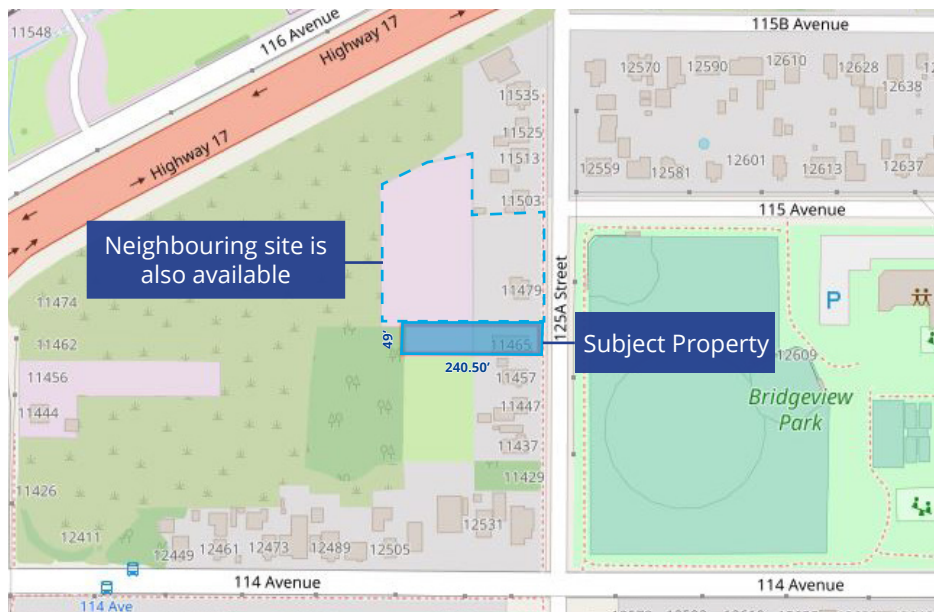 11548
116 Avenue
Highway 17
115B Avenue
12570
12590
12610
12628
12638
11535
11525
11513
11503
Highway 17
12559
12581
12601
12613
12637
115 Avenue
Neighbouring site is
also available
125A Street
P
11474
11479
11462
49'
11465
Subject Property
240.50'
12609
11456
11457
11444
11447
Bridgeview
Park
11437
11429
11426
12411
12449
12461
12473
12489
12505
12531
114 Avenue
114 Avenue
114 Ave